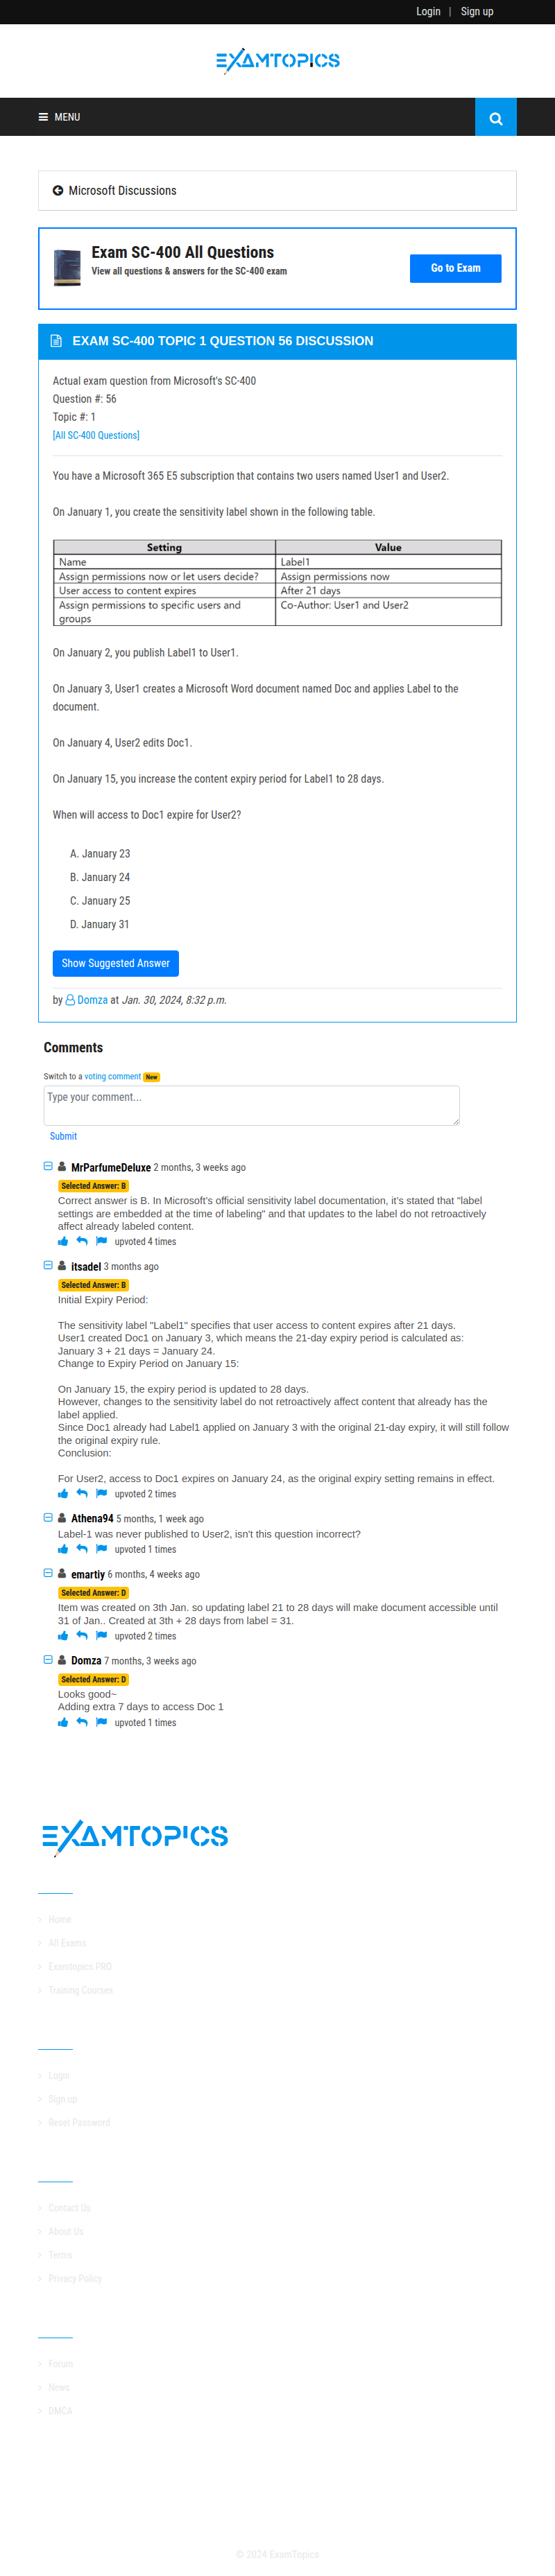 Login | Sign up
EXAMTOPICS
MENU
Microsoft Discussions
Exam SC-400 All Questions
View all questions & answers for the SC-400 exam
Go to Exam
EXAM SC-400 TOPIC 1 QUESTION 56 DISCUSSION
Actual exam question from Microsoft's SC-400
Question #: 56
Topic #: 1
[All SC-400 Questions]
You have a Microsoft 365 E5 subscription that contains two users named User1 and User2.
On January 1, you create the sensitivity label shown in the following table.
Setting Value
Name Label1
Assign permissions now or let users decide? Assign permissions now
User access to content expires After 21 days
Assign permissions to specific users and Co-Author: User1 and User2
groups
On January 2, you publish Label1 to User1.
On January 3, User1 creates a Microsoft Word document named Doc and applies Label to the
document.
On January 4, User2 edits Doc1.
On January 15, you increase the content expiry period for Label1 to 28 days.
When will access to Doc1 expire for User2?
A. January 23
B. January 24
C. January 25
D. January 31
Show Suggested Answer
by Domza at Jan. 30, 2024, 8:32 p.m.
Comments
Switch to a voting comment New
Type your comment...
Submit
MrParfumeDeluxe 2 months, 3 weeks ago
Selected Answer: B
Correct answer is B. In Microsoft's official sensitivity label documentation, it's stated that "label
settings are embedded at the time of labeling" and that updates to the label do not retroactively
affect already labeled content.
upvoted 4 times
itsadel 3 months ago
Selected Answer: B
Initial Expiry Period:
The sensitivity label "Label1" specifies that user access to content expires after 21 days.
User1 created Doc1 on January 3, which means the 21-day expiry period is calculated as:
January 3 + 21 days = January 24.
Change to Expiry Period on January 15:
On January 15, the expiry period is updated to 28 days.
However, changes to the sensitivity label do not retroactively affect content that already has the
label applied.
Since Doc1 already had Label1 applied on January 3 with the original 21-day expiry, it will still follow
the original expiry rule.
Conclusion:
For User2, access to Doc1 expires on January 24, as the original expiry setting remains in effect.
upvoted 2 times
Athena94 5 months, 1 week ago
Label-1 was never published to User2, isn't this question incorrect?
upvoted 1 times
emartiy 6 months, 4 weeks ago
Selected Answer: D
Item was created on 3th Jan. so updating label 21 to 28 days will make document accessible until
31 of Jan.. Created at 3th + 28 days from label = 31.
upvoted 2 times
Domza 7 months, 3 weeks ago
Selected Answer: D
Looks good~
Adding extra 7 days to access Doc 1
upvoted 1 times
EXAMTOPICS
Home
All Exams
Examtopics PRO
Training Courses
Login
Sign up
Reset Password
Contact Us
About Us
Terms
Privacy Policy
Forum
News
DMCA
© 2024 ExamTopics